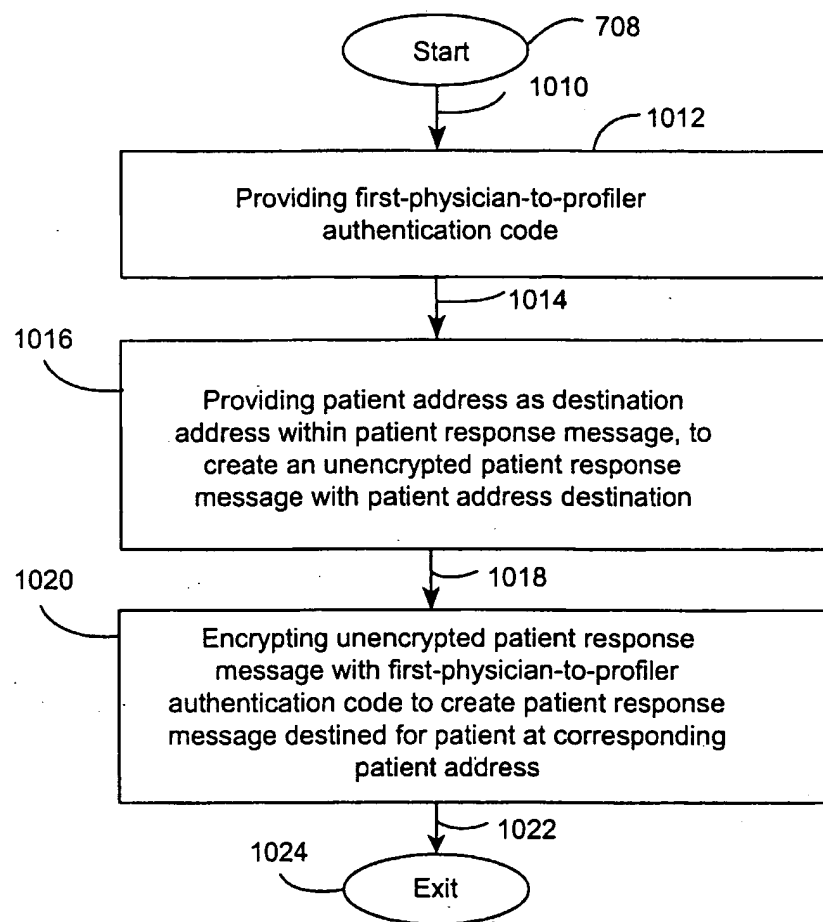 Start
708
1010
1012
Providing first-physician-to-profiler
authentication code
1014
1016
Providing patient address as destination
address within patient response message, to
create an unencrypted patient response
message with patient address destination
1018
1020
Encrypting unencrypted patient response
message with first-physician-to-profiler
authentication code to create patient response
message destined for patient at corresponding
patient address
1022
1024
Exit